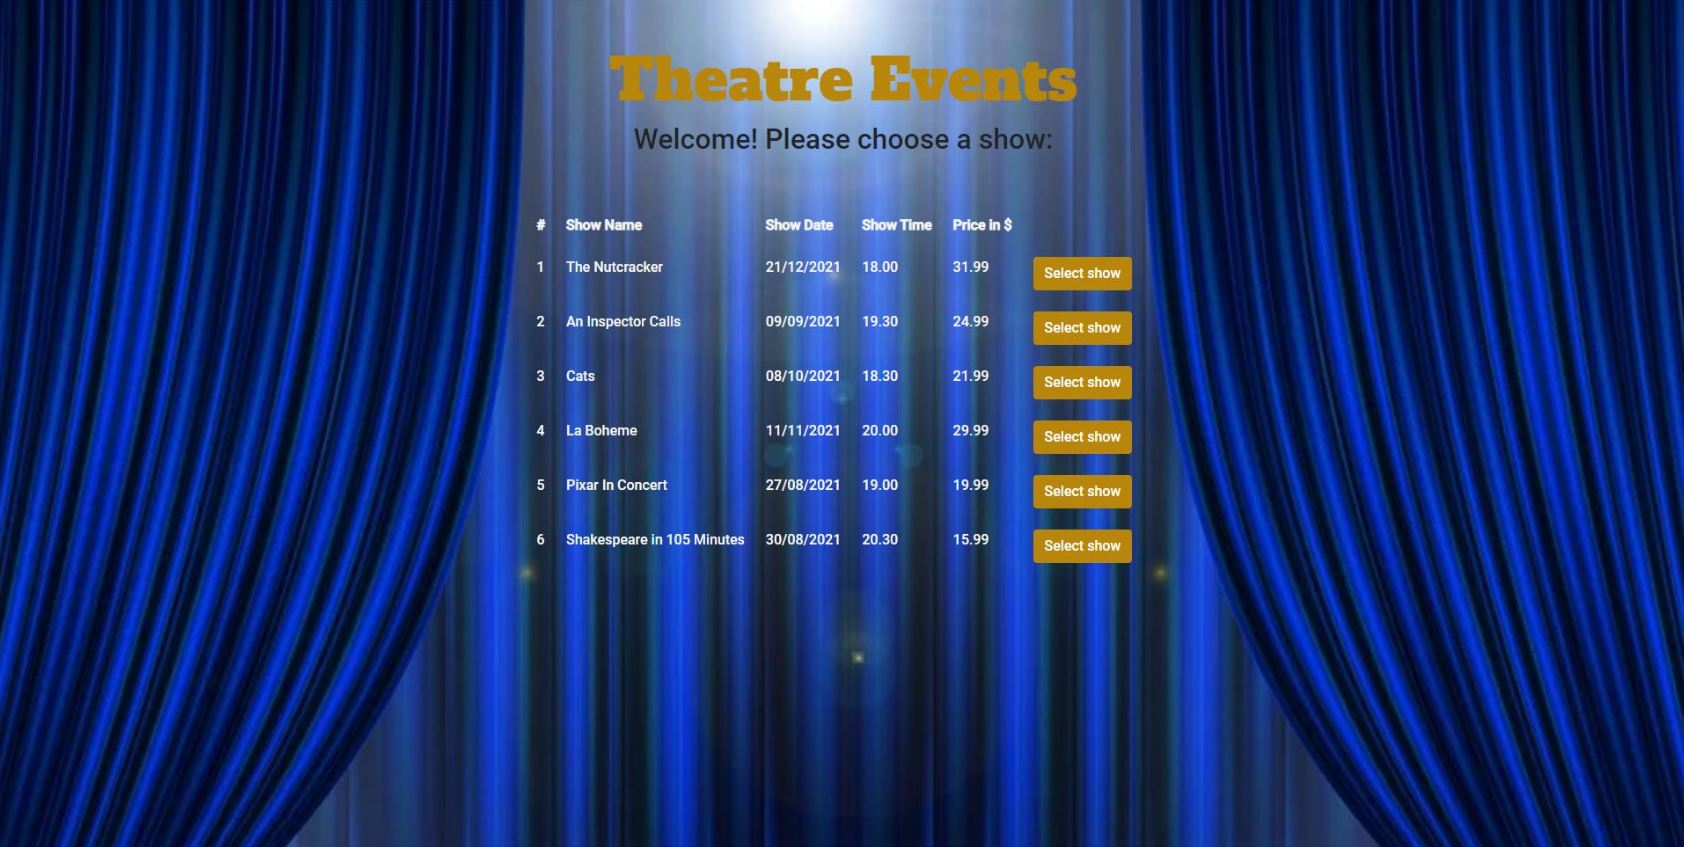 Theatre Events
Welcome! Please choose a show:
# Show Name Show Date Show Time Price in $
1 The Nutcracker 21/12/2021 18.00 31.99 Select show
2 An Inspector Calls 09/09/2021 19.30 24.99 Select show
3 Cats 08/10/2021 18.30 21.99 Select show
4 La Boheme 11/11/2021 20.00 29.99 Select show
5 Pixar In Concert 27/08/2021 19.00 19.99 Select show
6 Shakespeare in 105 Minutes 30/08/2021 20.30 15.99 Select show